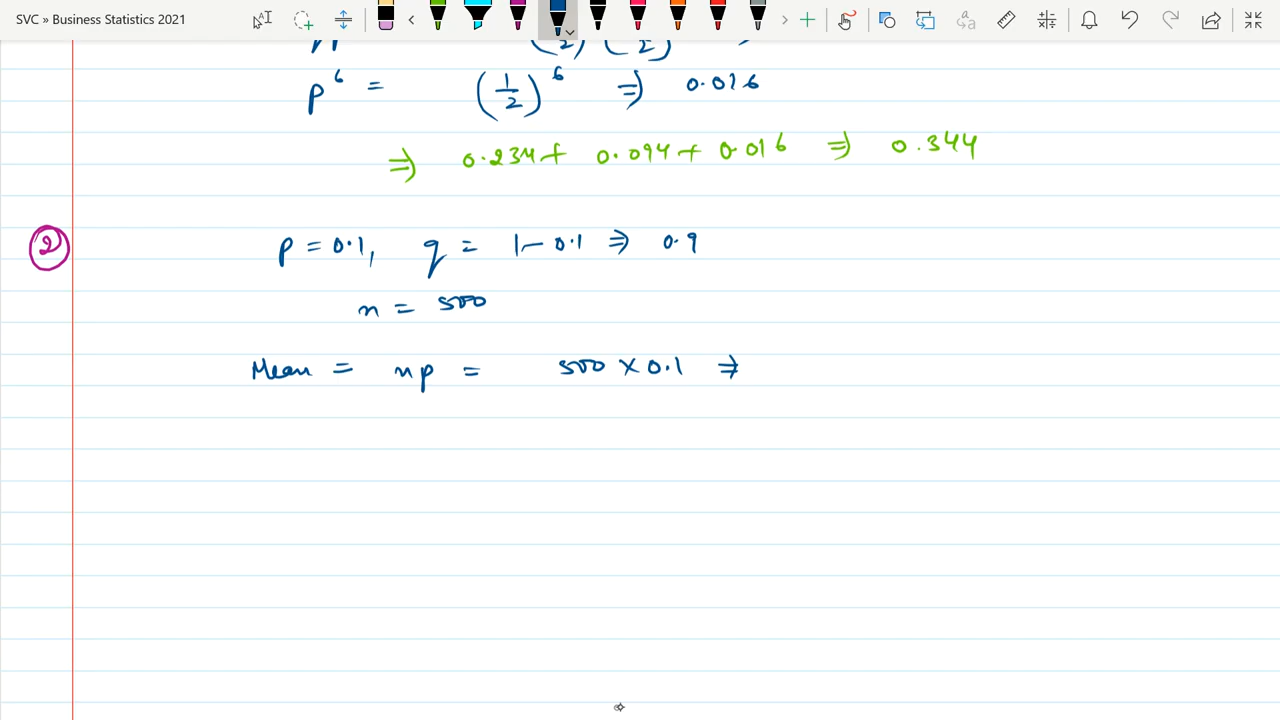 SVC » Business Statistics 2021
p⁶ = (1/2)⁶ ⇒ 0.016
⇒ 0.234 + 0.094 + 0.016 ⇒ 0.344
2 p = 0.1, q = 1 - 0.1 ⇒ 0.9
n = 500
Mean = np = 500 × 0.1 ⇒